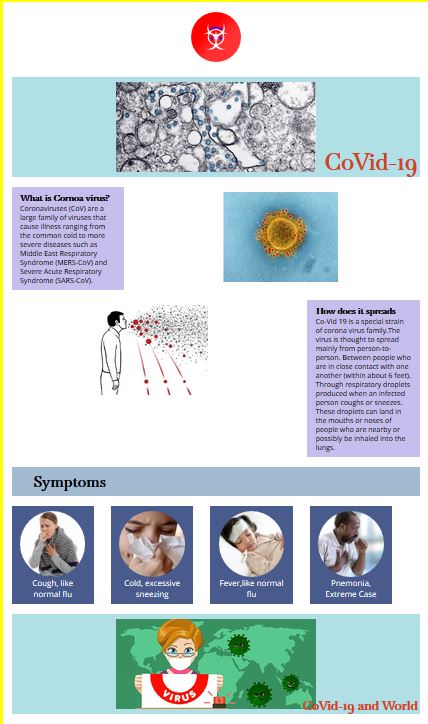 CoVid-19
What is Cornoa virus?
Coronaviruses (CoV) are a
large family of viruses that
cause illness ranging from
the common cold to more
severe diseases such as
Middle East Respiratory
Syndrome (MERS-CoV) and
Severe Acute Respiratory
Syndrome (SARS-CoV).
How does it spreads
Co-Vid 19 is a special strain
of corona virus family.The
virus is thought to spread
mainly from person-to-
person. Between people who
are in close contact with one
another (within about 6 feet).
Through respiratory droplets
produced when an infected
person coughs or sneezes.
These droplets can land in
the mouths or noses of
people who are nearby or
possibly be inhaled into the
lungs.
Symptoms
Cough, like
normal flu
Cold, excessive
sneezing
Fever,like normal
flu
Pnemonia,
Extreme Case
VIRUS
CoVid-19 and World